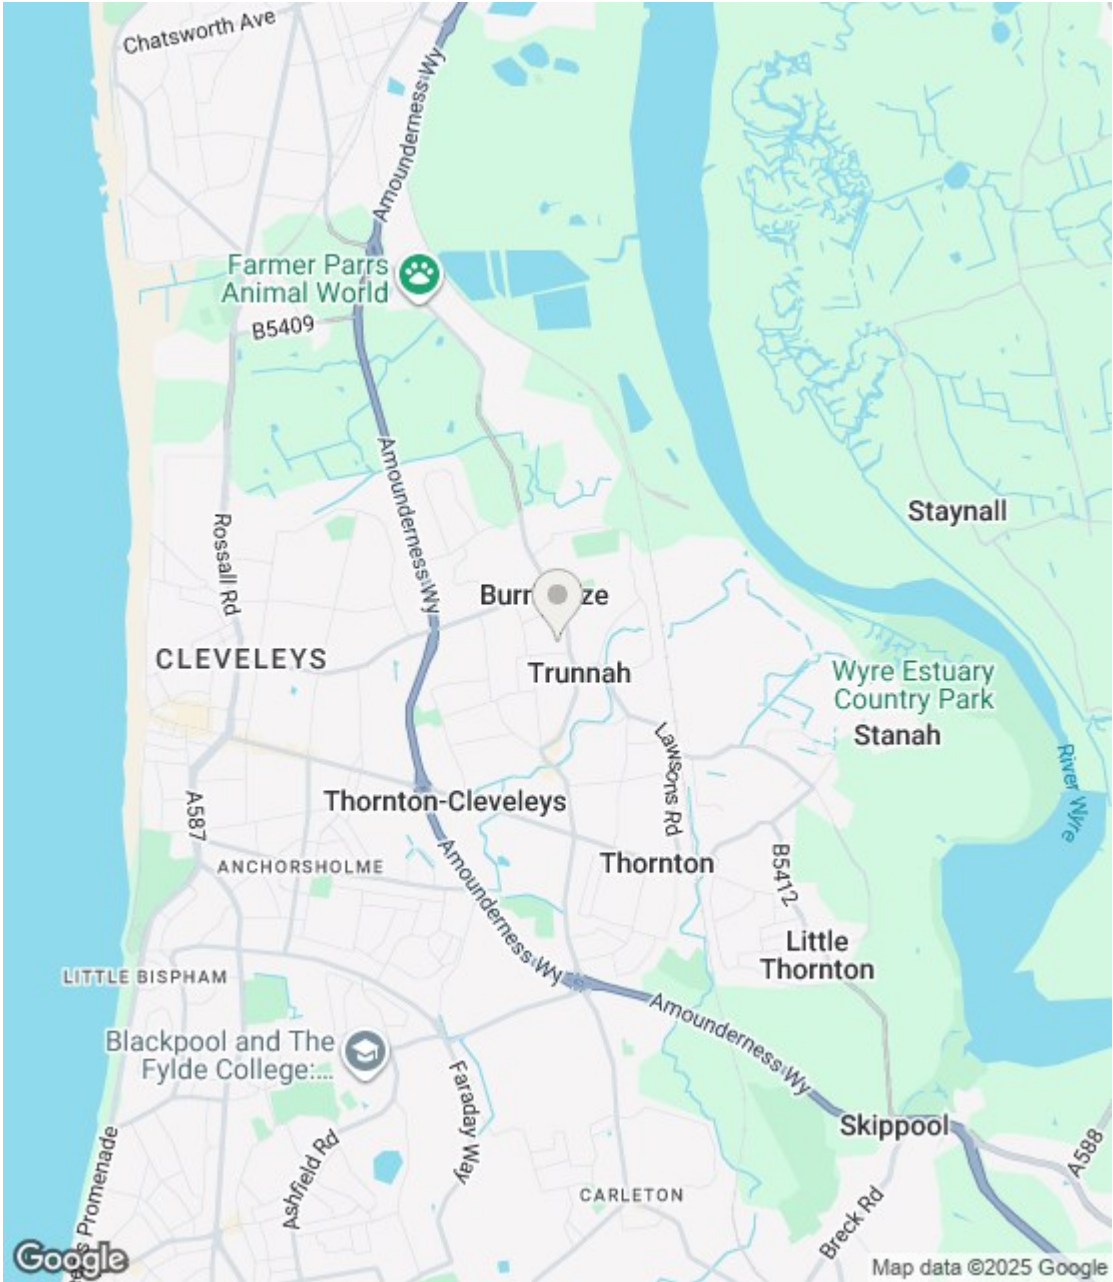 Chatsworth Ave
Amounderness Wy
Farmer Parrs
Animal World
B5409
Amounderness Wy
Rossall Rd
Staynall
CLEVELEYS
Trunnah
Wyre Estuary
Country Park
Stanah
Lawsons Rd
River Wyre
A587
Thornton-Cleveleys
ANCHORSHOLME
Thornton
B5412
Amounderness Wy
Little
Thornton
LITTLE BISPHAM
Amounderness Wy
Blackpool and The
Fylde College:...
Faraday Way
Skippool
A588
Ashfield Rd
CARLETON
Breck Rd
Promenade
Google
Map data ©2025 Google